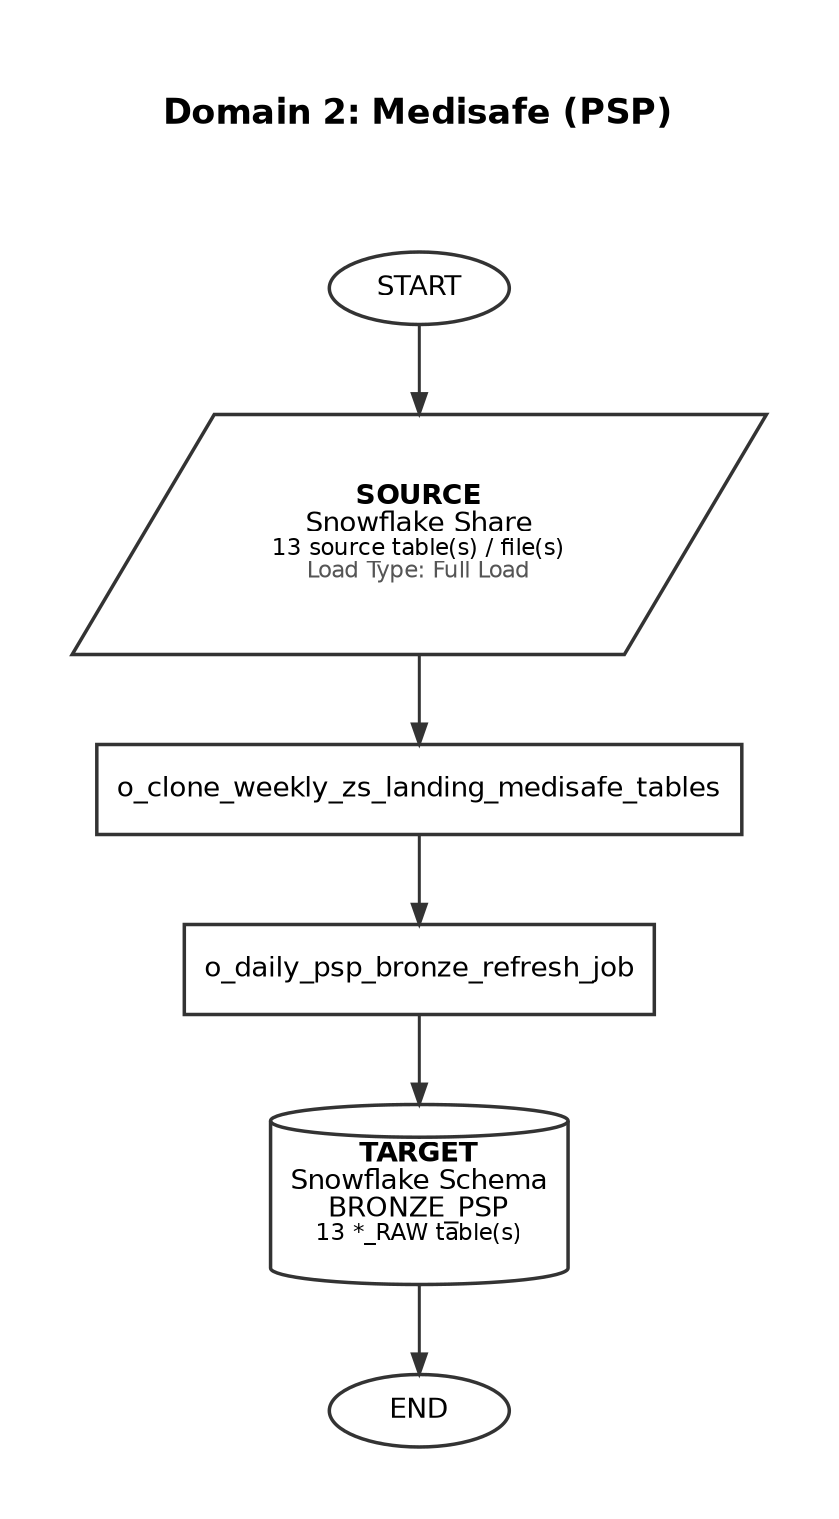 Domain 2: Medisafe (PSP)
START
SOURCE
Snowflake Share
13 source table(s) / file(s)
Load Type: Full Load
o_clone_weekly_zs_landing_medisafe_tables
o_daily_psp_bronze_refresh_job
TARGET
Snowflake Schema
BRONZE_PSP
13 *_RAW table(s)
END